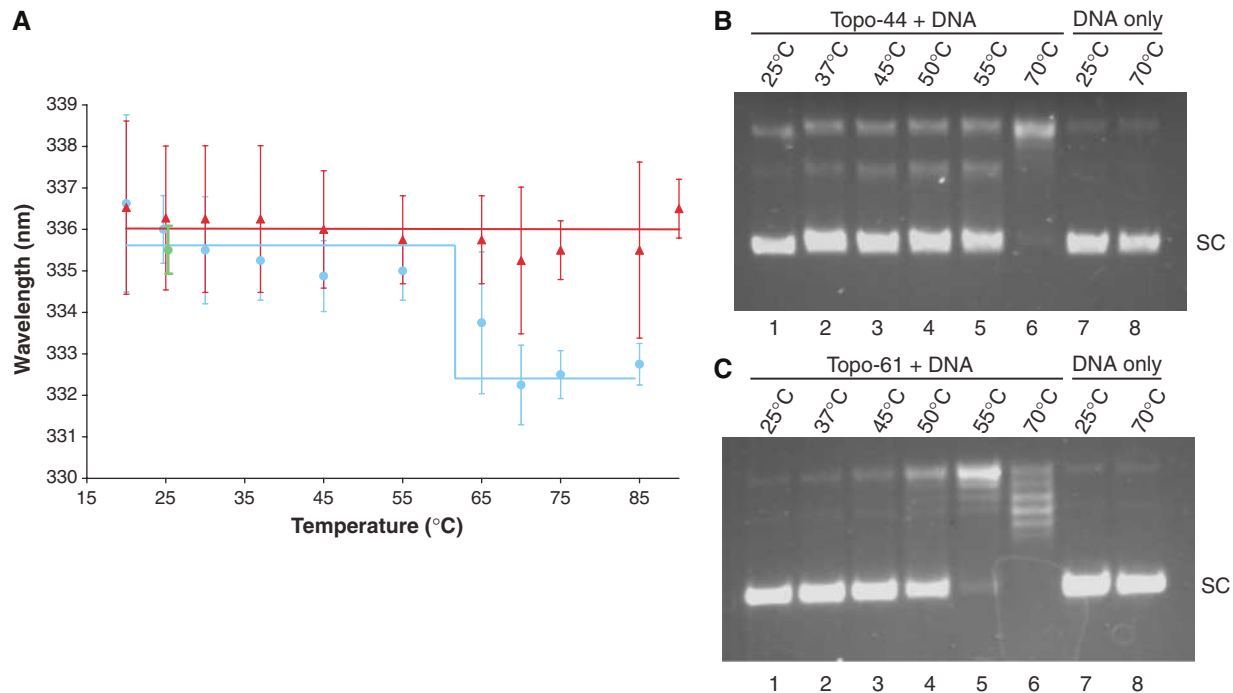 A
Wavelength (nm)
339
338
337
336
335
334
333
332
331
330
15 25 35 45 55 65 75 85
Temperature (°C)
B
Topo-44 + DNA DNA only
25°C 37°C 45°C 50°C 55°C 70°C 25°C 70°C
SC
1 2 3 4 5 6 7 8
C
Topo-61 + DNA DNA only
25°C 37°C 45°C 50°C 55°C 70°C 25°C 70°C
SC
1 2 3 4 5 6 7 8